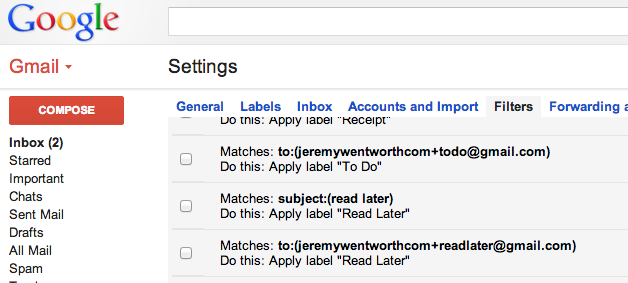 Google
Gmail
Settings
COMPOSE
General Labels Inbox Accounts and Import Filters Forwarding a
Do this: Apply label "Receipt"
Inbox (2)
Starred
Important
Chats
Sent Mail
Drafts
All Mail
Spam
Matches: to:(jeremywentworthcom+todo@gmail.com)
Do this: Apply label "To Do"
Matches: subject:(read later)
Do this: Apply label "Read Later"
Matches: to:(jeremywentworthcom+readlater@gmail.com)
Do this: Apply label "Read Later"